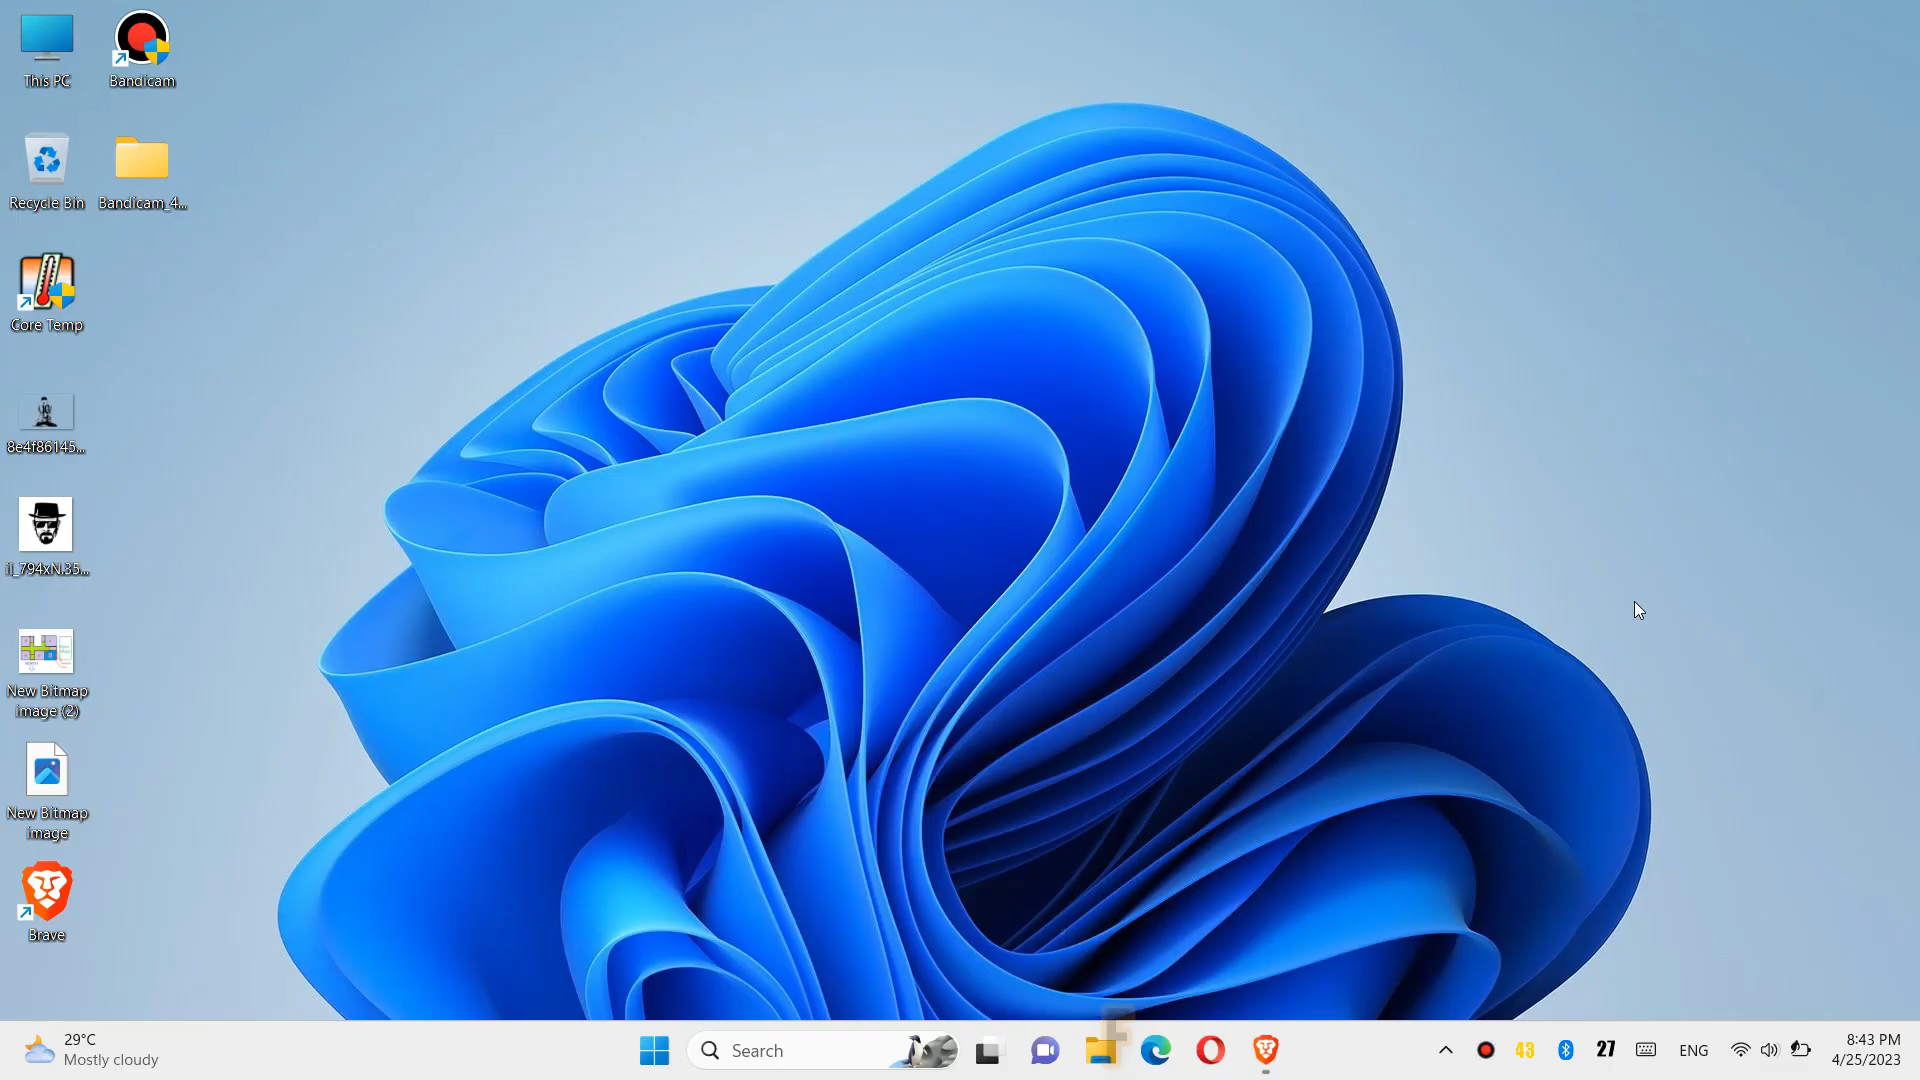 This PC
Bandicam
Recycle Bin
Bandicam_4...
Core Temp
8e4f86145...
il_794xN.35...
New Bitmap
image (2)
New Bitmap
image
Brave
29°C
Mostly cloudy
Search
43
27
ENG
8:43 PM
4/25/2023